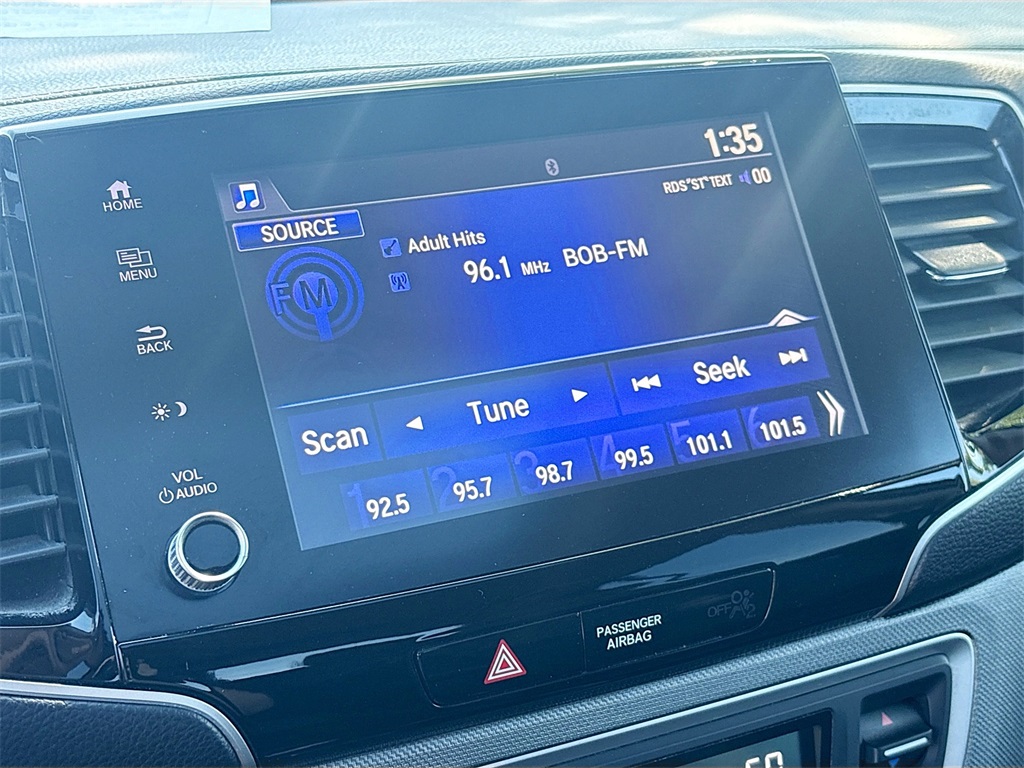 1:35
RDS "ST" TEXT 00
HOME
SOURCE
Adult Hits
MENU
FM
96.1 MHz BOB-FM
BACK
Scan Tune Seek
1 92.5 2 95.7 3 98.7 4 99.5 5 101.1 6 101.5
VOL
AUDIO
PASSENGER
AIRBAG
OFF 2